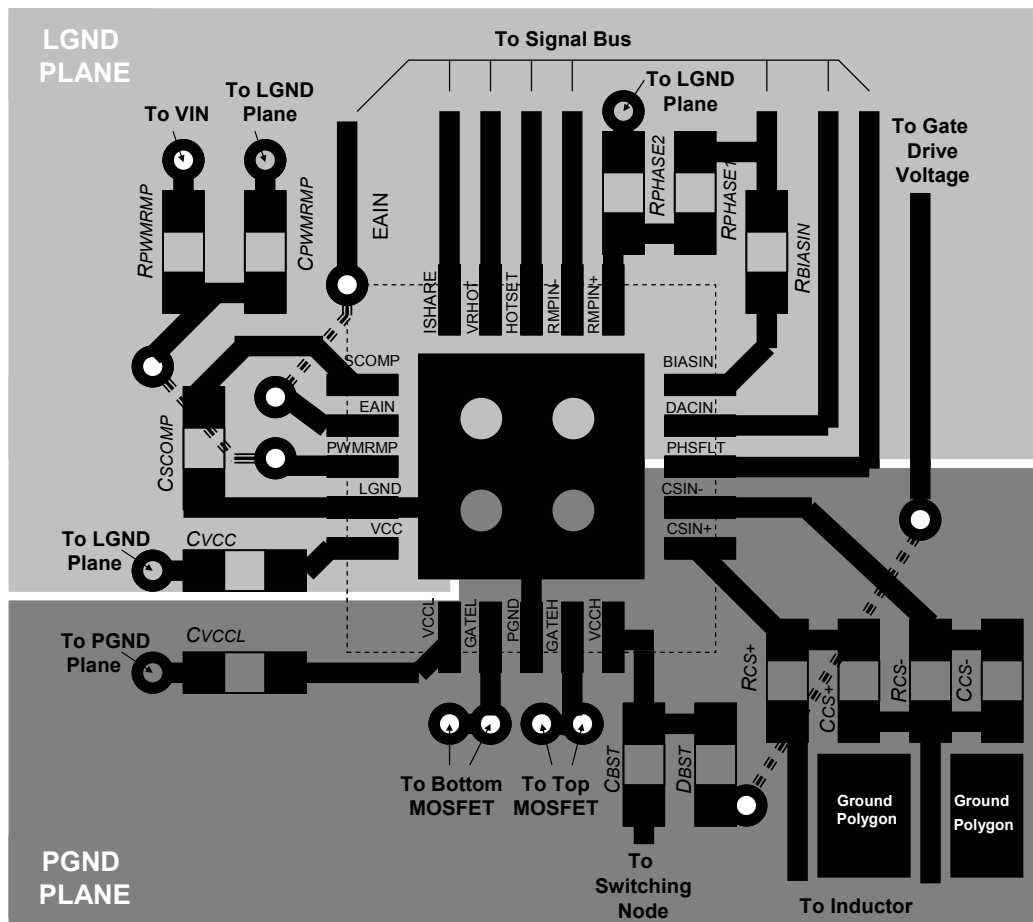 LGND
PLANE
To Signal Bus
To VIN
To LGND
Plane
To LGND
Plane
To Gate
Drive
Voltage
RPWMRMP
CPWMRMP
EAIN
RPHASE2
RPHASE1
RBIASIN
ISHARE
VRHOT
HOTSET
RMPIN-
RMPIN+
SCOMP
EAIN
PWMRMP
LGND
VCC
BIASIN
DACIN
PHSFLT
CSIN-
CSIN+
CSCOMP
To LGND
Plane
CVCC
VCCL
GATEL
PGND
GATEH
VCCH
To PGND
Plane
CVCCL
RCS+
CCS+
RCS-
CCS-
CBST
DBST
To Bottom
MOSFET
To Top
MOSFET
Ground
Polygon
Ground
Polygon
PGND
PLANE
To
Switching
Node
To Inductor